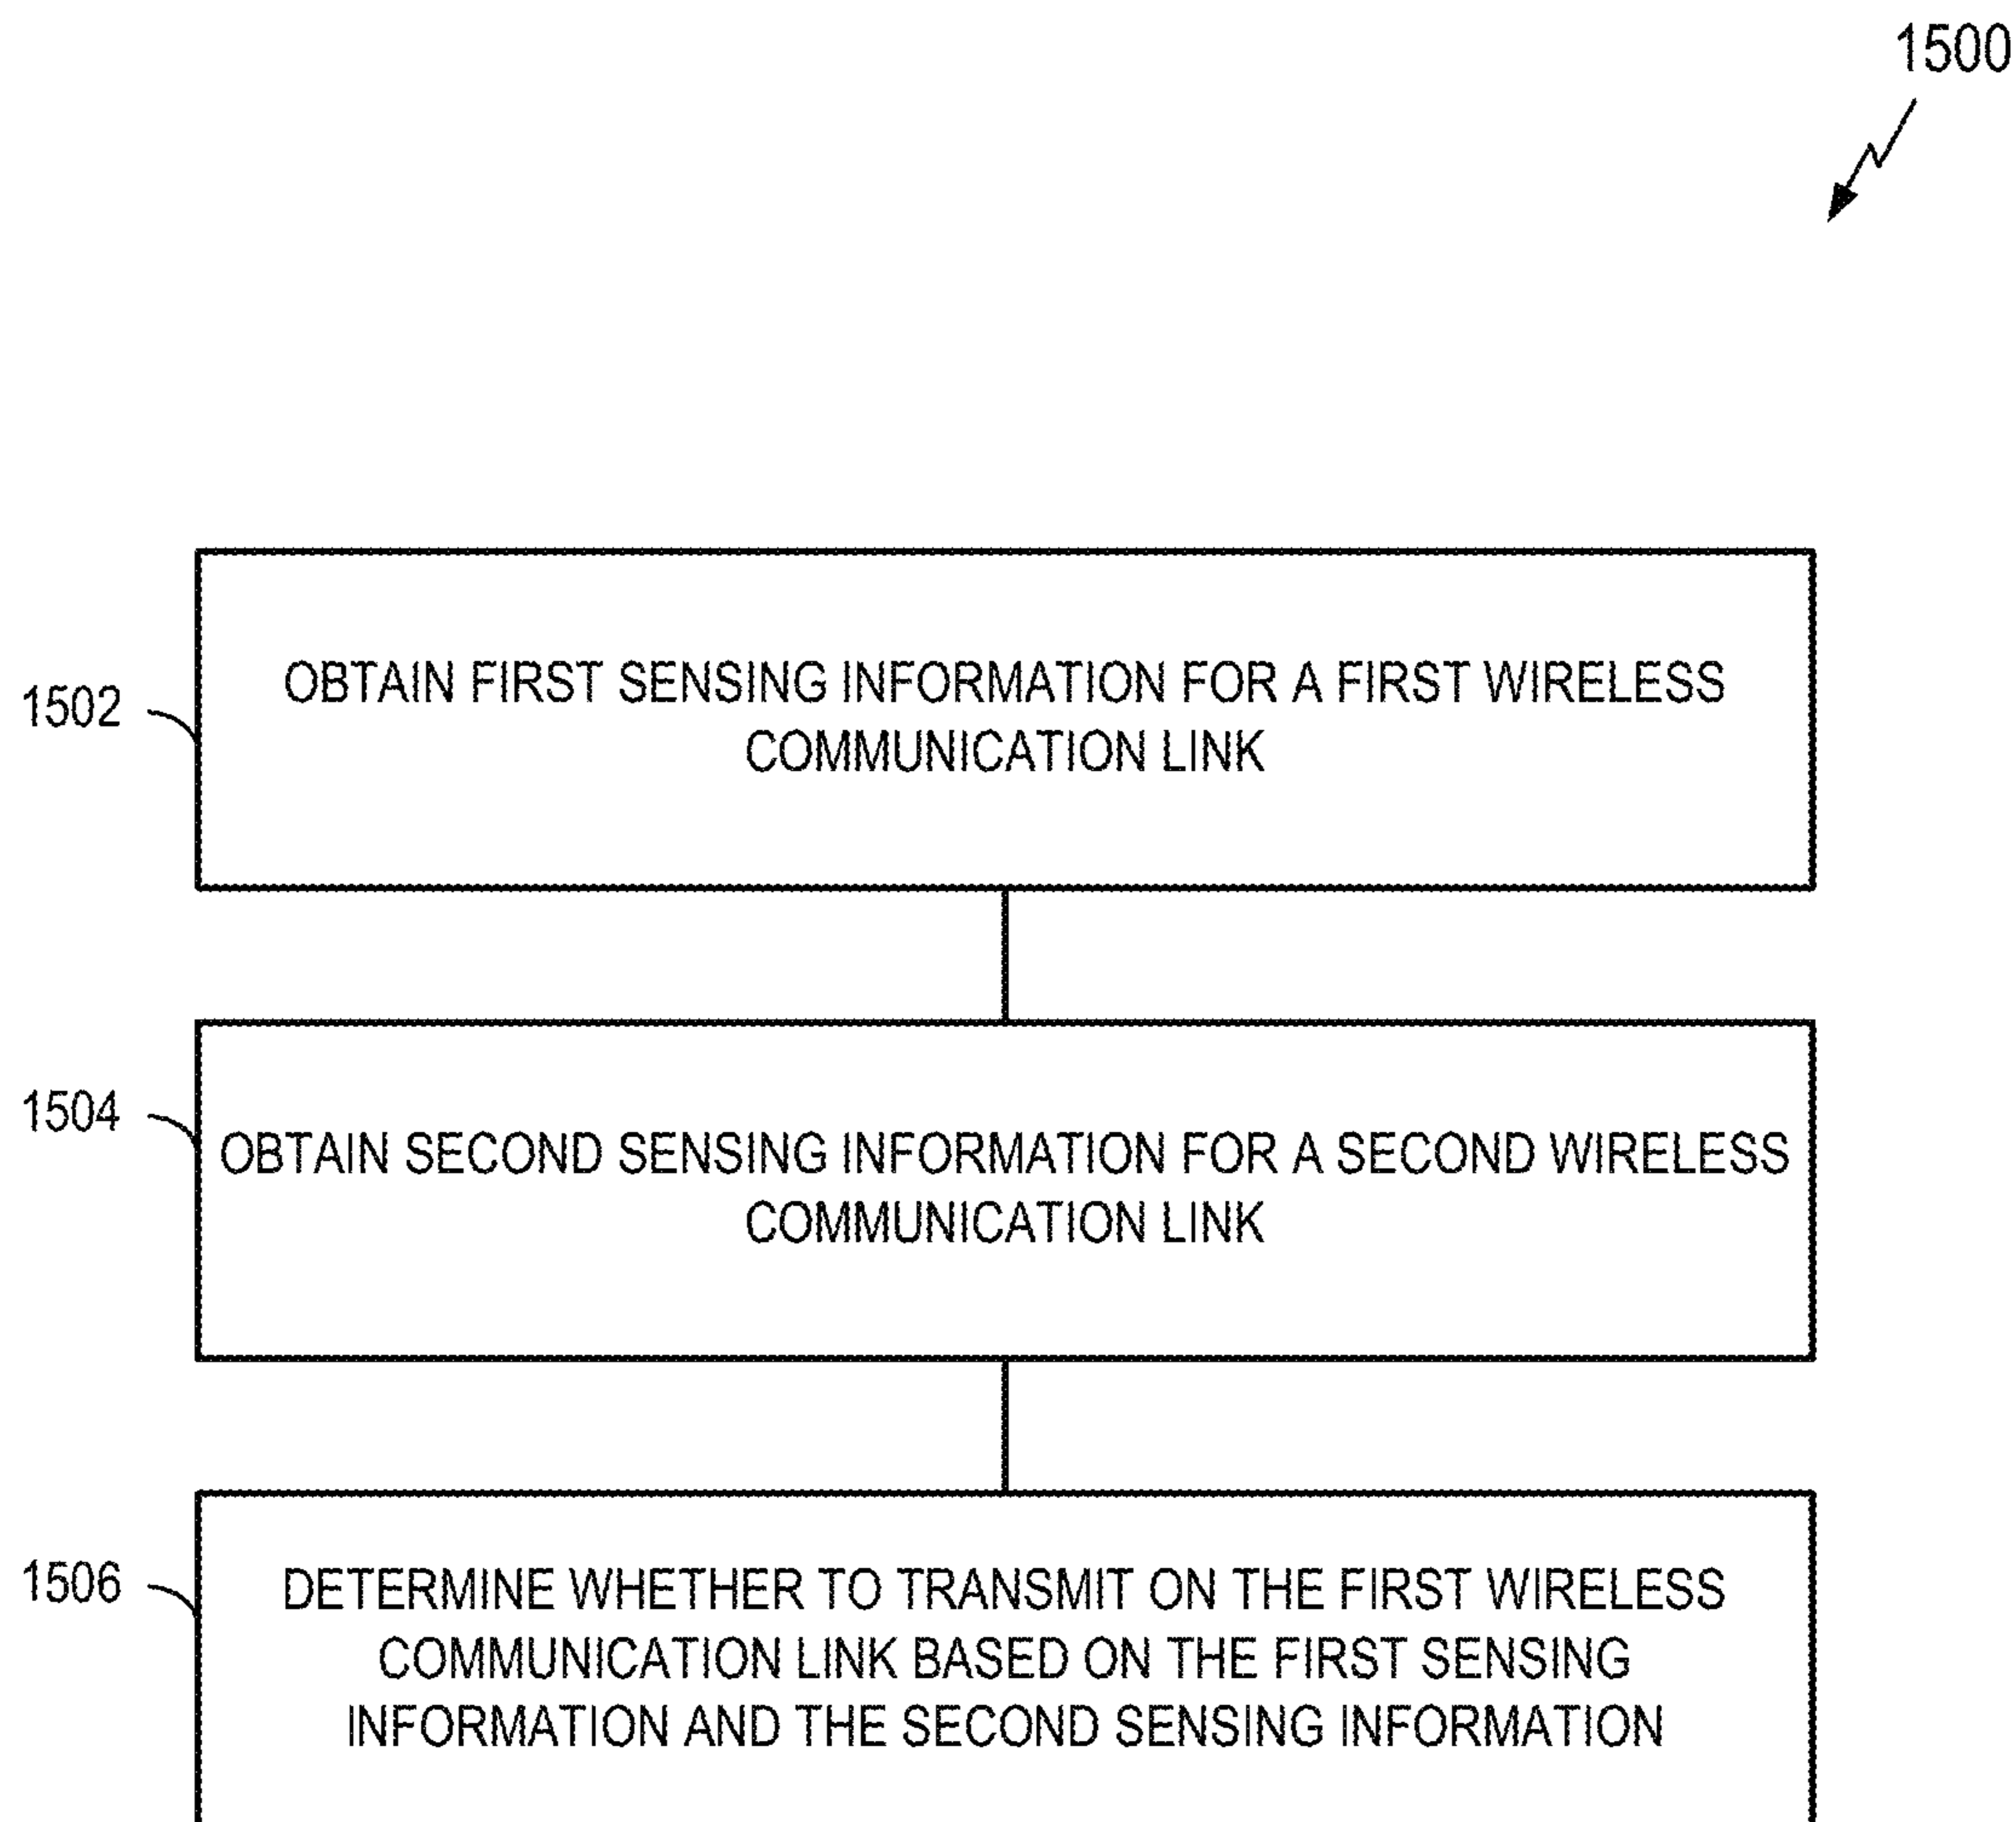 1500
1502
OBTAIN FIRST SENSING INFORMATION FOR A FIRST WIRELESS
COMMUNICATION LINK
1504
OBTAIN SECOND SENSING INFORMATION FOR A SECOND WIRELESS
COMMUNICATION LINK
1506
DETERMINE WHETHER TO TRANSMIT ON THE FIRST WIRELESS
COMMUNICATION LINK BASED ON THE FIRST SENSING
INFORMATION AND THE SECOND SENSING INFORMATION